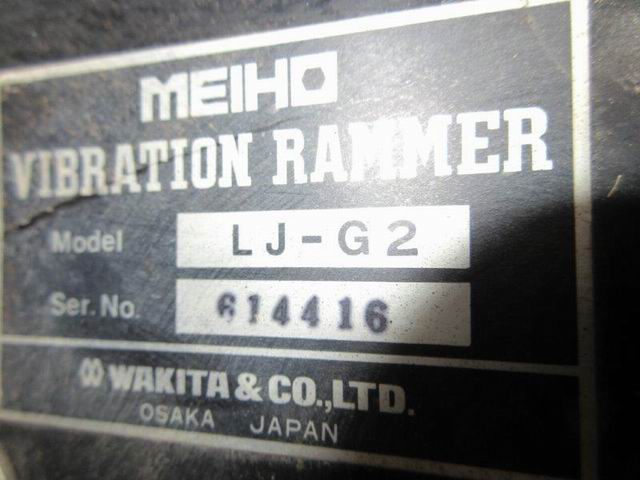 MEIHO
VIBRATION RAMMER
Model LJ-G2
Ser.No. 614416
WAKITA & CO.,LTD.
OSAKA JAPAN